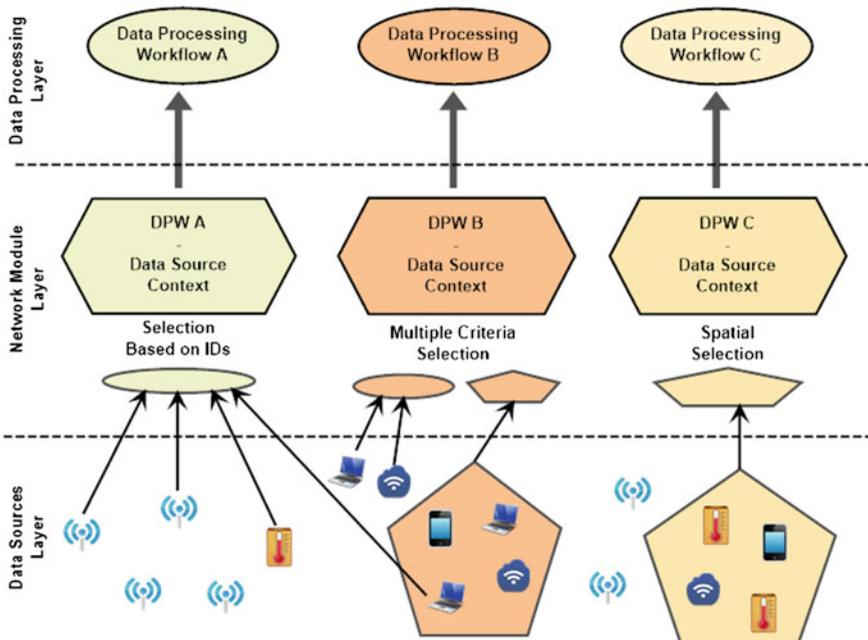 Data Processing
Layer
Data Processing
Workflow A
Data Processing
Workflow B
Data Processing
Workflow C
Network Module
Layer
DPW A
-
Data Source
Context
DPW B
-
Data Source
Context
DPW C
-
Data Source
Context
Selection
Based on IDs
Multiple Criteria
Selection
Spatial
Selection
Data Sources
Layer